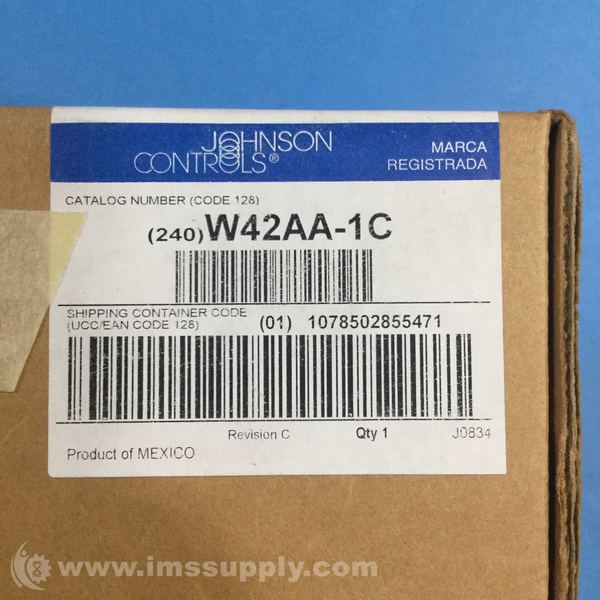 JOHNSON
CONTROLS®
MARCA
REGISTRADA
CATALOG NUMBER (CODE 128)
(240)W42AA-1C
SHIPPING CONTAINER CODE
(UCC/EAN CODE 128) (01) 1078502855471
Revision C Qty 1 J0834
Product of MEXICO
www.imssupply.com